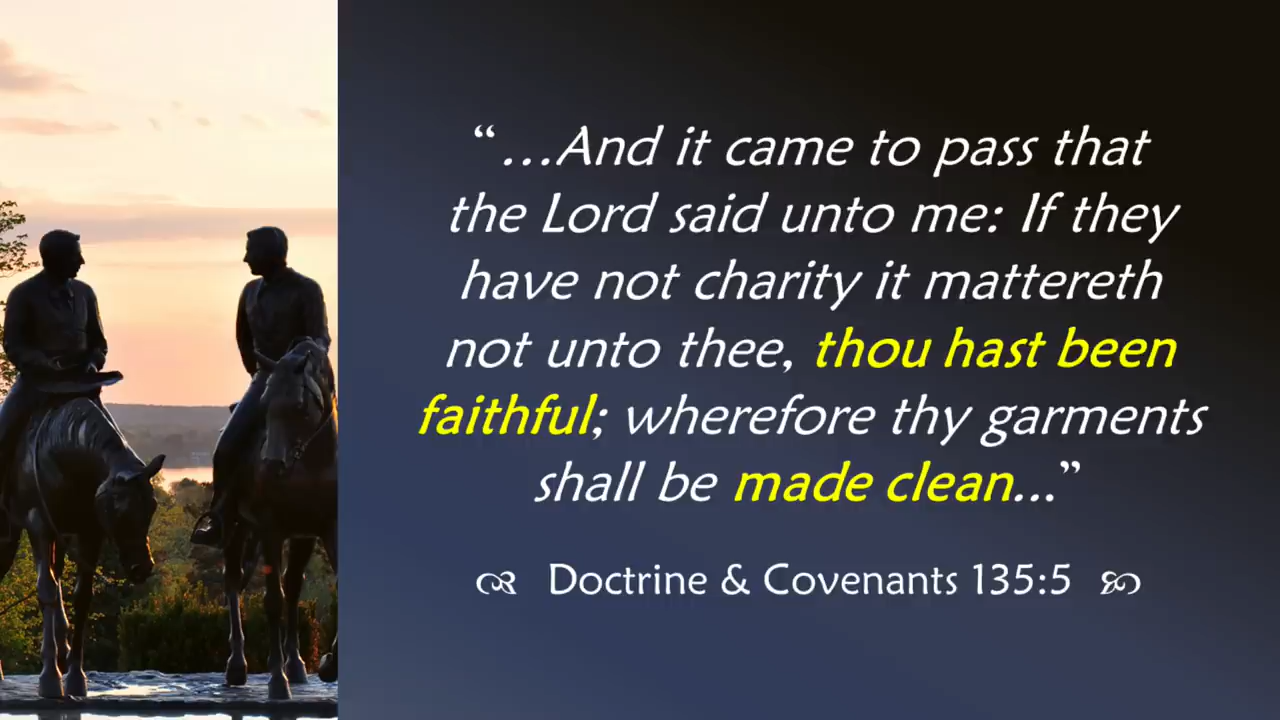 “…And it came to pass that
the Lord said unto me: If they
have not charity it mattereth
not unto thee, thou hast been
faithful; wherefore thy garments
shall be made clean...”
Doctrine & Covenants 135:5